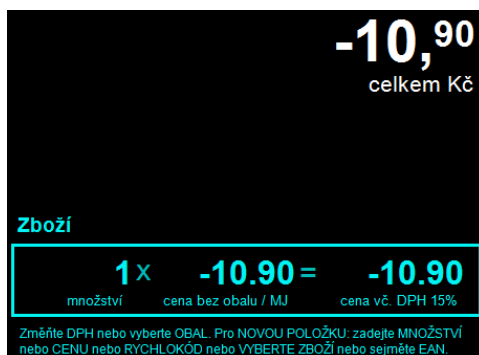 -10,90
celkem Kč
Zboží
1 x -10.90 = -10.90
množství cena bez obalu / MJ cena vč. DPH 15%
Změňte DPH nebo vyberte OBAL. Pro NOVOU POLOŽKU: zadejte MNOŽSTVÍ
nebo CENU nebo RYCHLOKÓD nebo VYBERTE ZBOŽÍ nebo sejměte EAN.